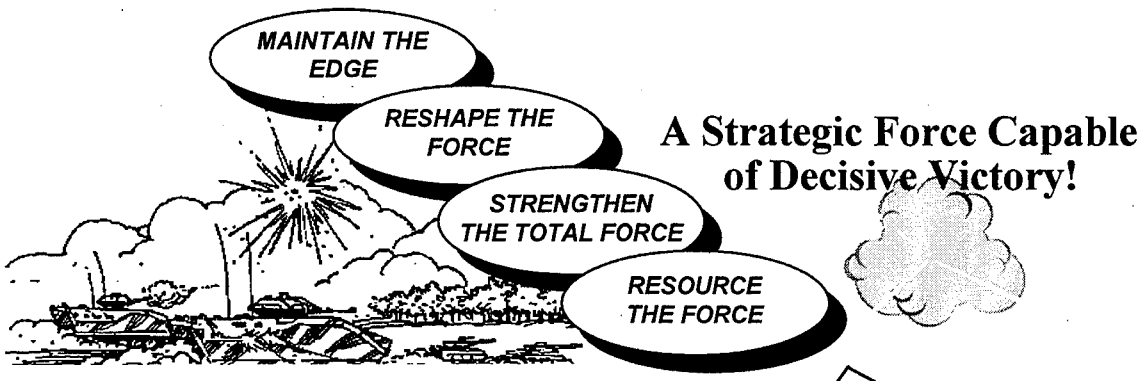 MAINTAIN THE
EDGE
RESHAPE THE
FORCE
A Strategic Force Capable
of Decisive Victory!
STRENGTHEN
THE TOTAL FORCE
RESOURCE
THE FORCE